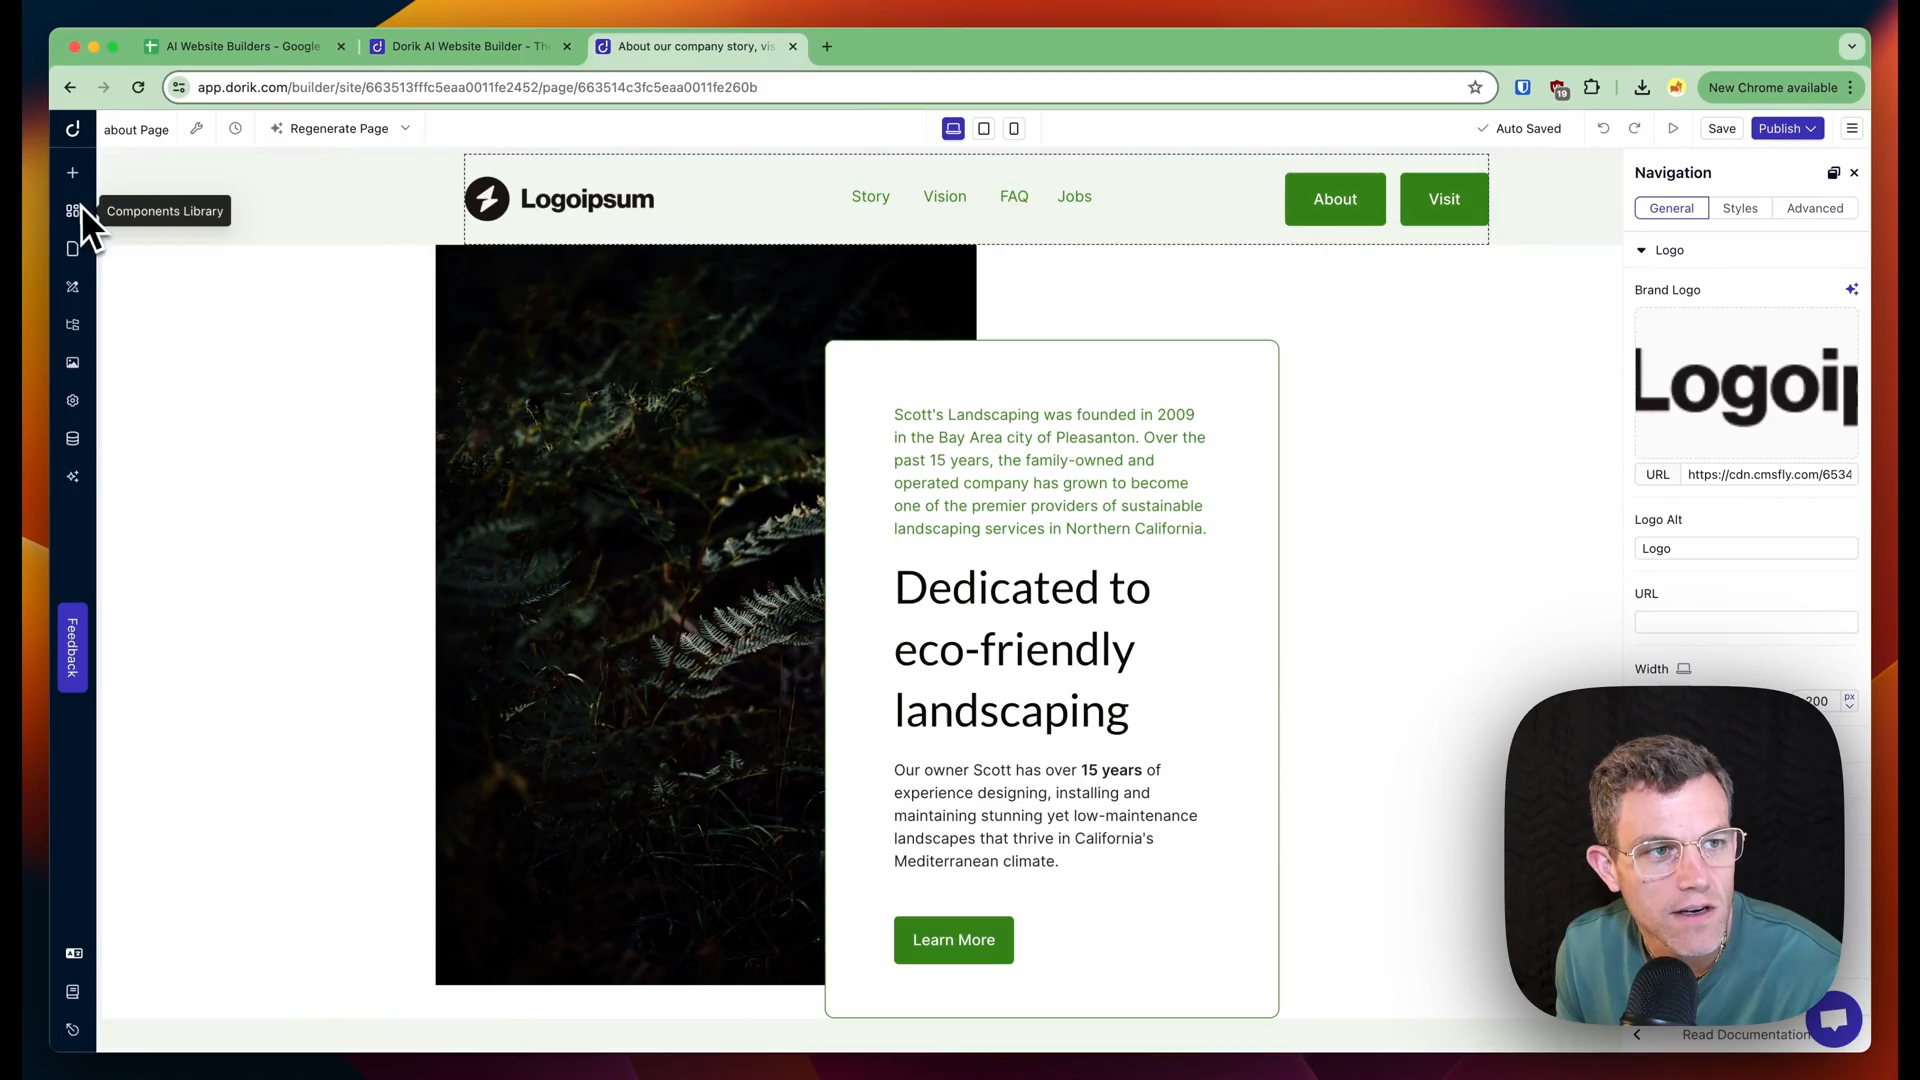 AI Website Builders - Google
Dorik AI Website Builder - Th
About our company story, vis
app.dorik.com/builder/site/663513fffc5eaa0011fe2452/page/663514c3fc5eaa0011fe260b
19
New Chrome available
about Page
Regenerate Page
Auto Saved
Save
Publish
Components Library
Logoipsum
Story
Vision
FAQ
Jobs
About
Visit
Scott's Landscaping was founded in 2009
in the Bay Area city of Pleasanton. Over the
past 15 years, the family-owned and
operated company has grown to become
one of the premier providers of sustainable
landscaping services in Northern California.
Dedicated to
eco-friendly
landscaping
Our owner Scott has over 15 years of
experience designing, installing and
maintaining stunning yet low-maintenance
landscapes that thrive in California's
Mediterranean climate.
Learn More
Feedback
Navigation
General
Styles
Advanced
Logo
Brand Logo
Logoip
URL
https://cdn.cmsfly.com/6534
Logo Alt
Logo
URL
Width
200
px
Read Documentation